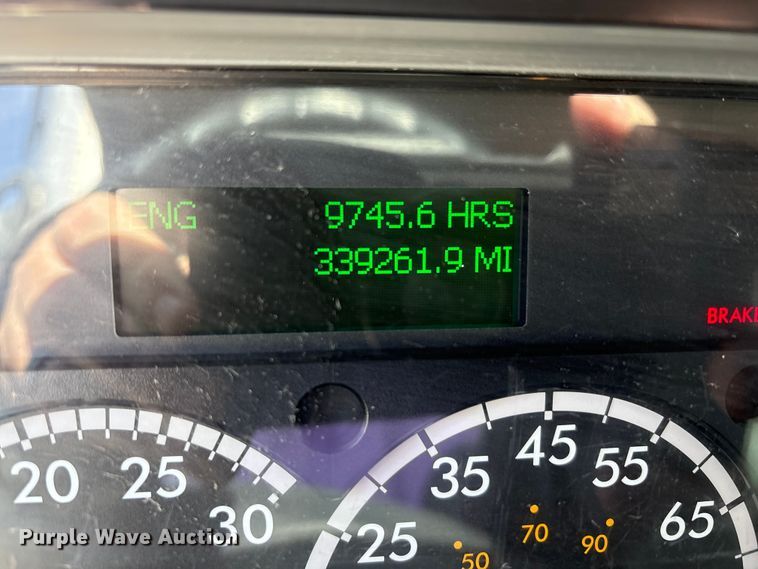 ENG 9745.6 HRS
339261.9 MI
20 25 30
25 35 45 55 65
50 70 90
Purple Wave Auction